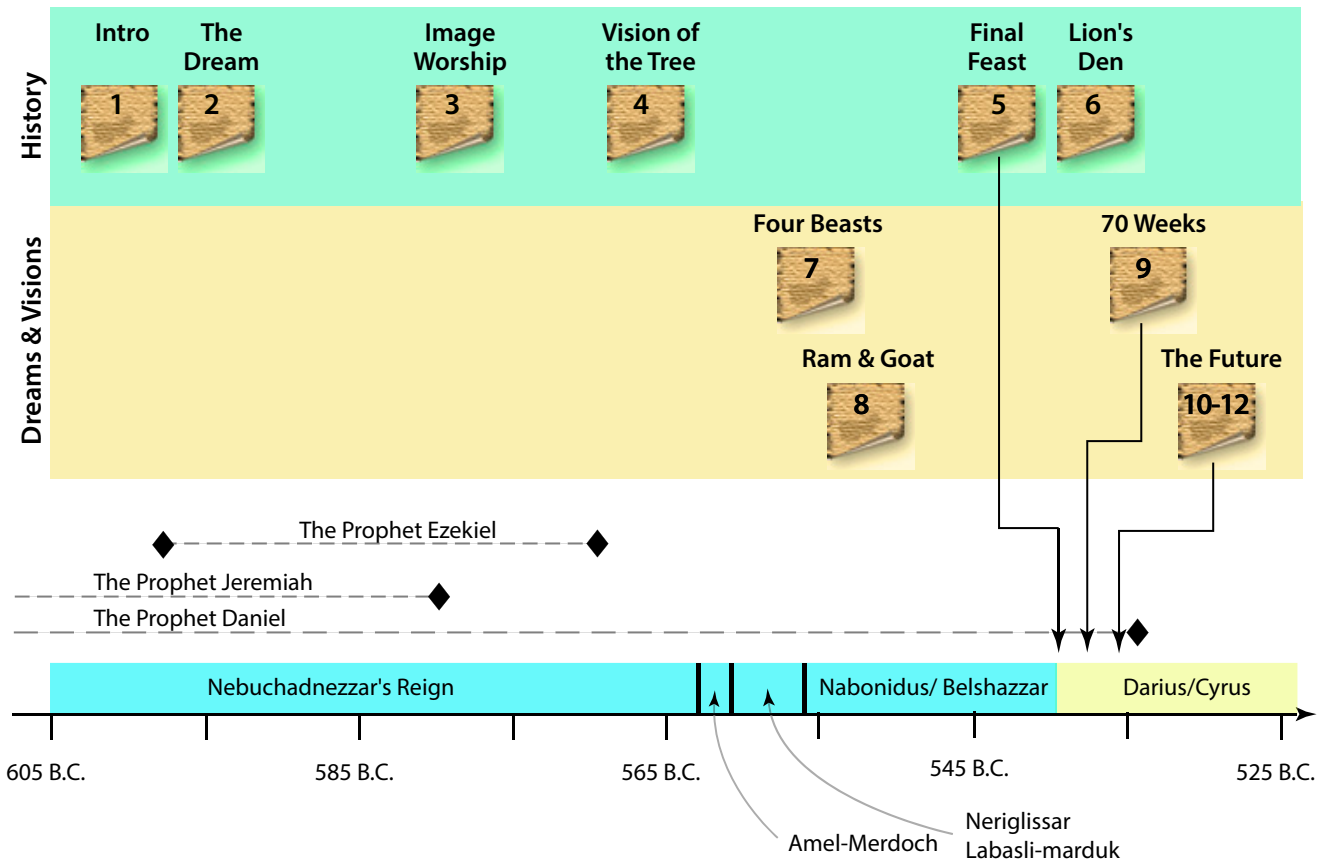 History
Intro
The
Dream
Image
Worship
Vision of
the Tree
Final
Feast
Lion's
Den
1
2
3
4
5
6
Dreams & Visions
Four Beasts
70 Weeks
7
9
Ram & Goat
The Future
8
10-12
The Prophet Ezekiel
The Prophet Jeremiah
The Prophet Daniel
Nebuchadnezzar's Reign
Nabonidus/ Belshazzar
Darius/Cyrus
605 B.C.
585 B.C.
565 B.C.
545 B.C.
525 B.C.
Amel-Merdoch
Neriglissar
Labasli-marduk